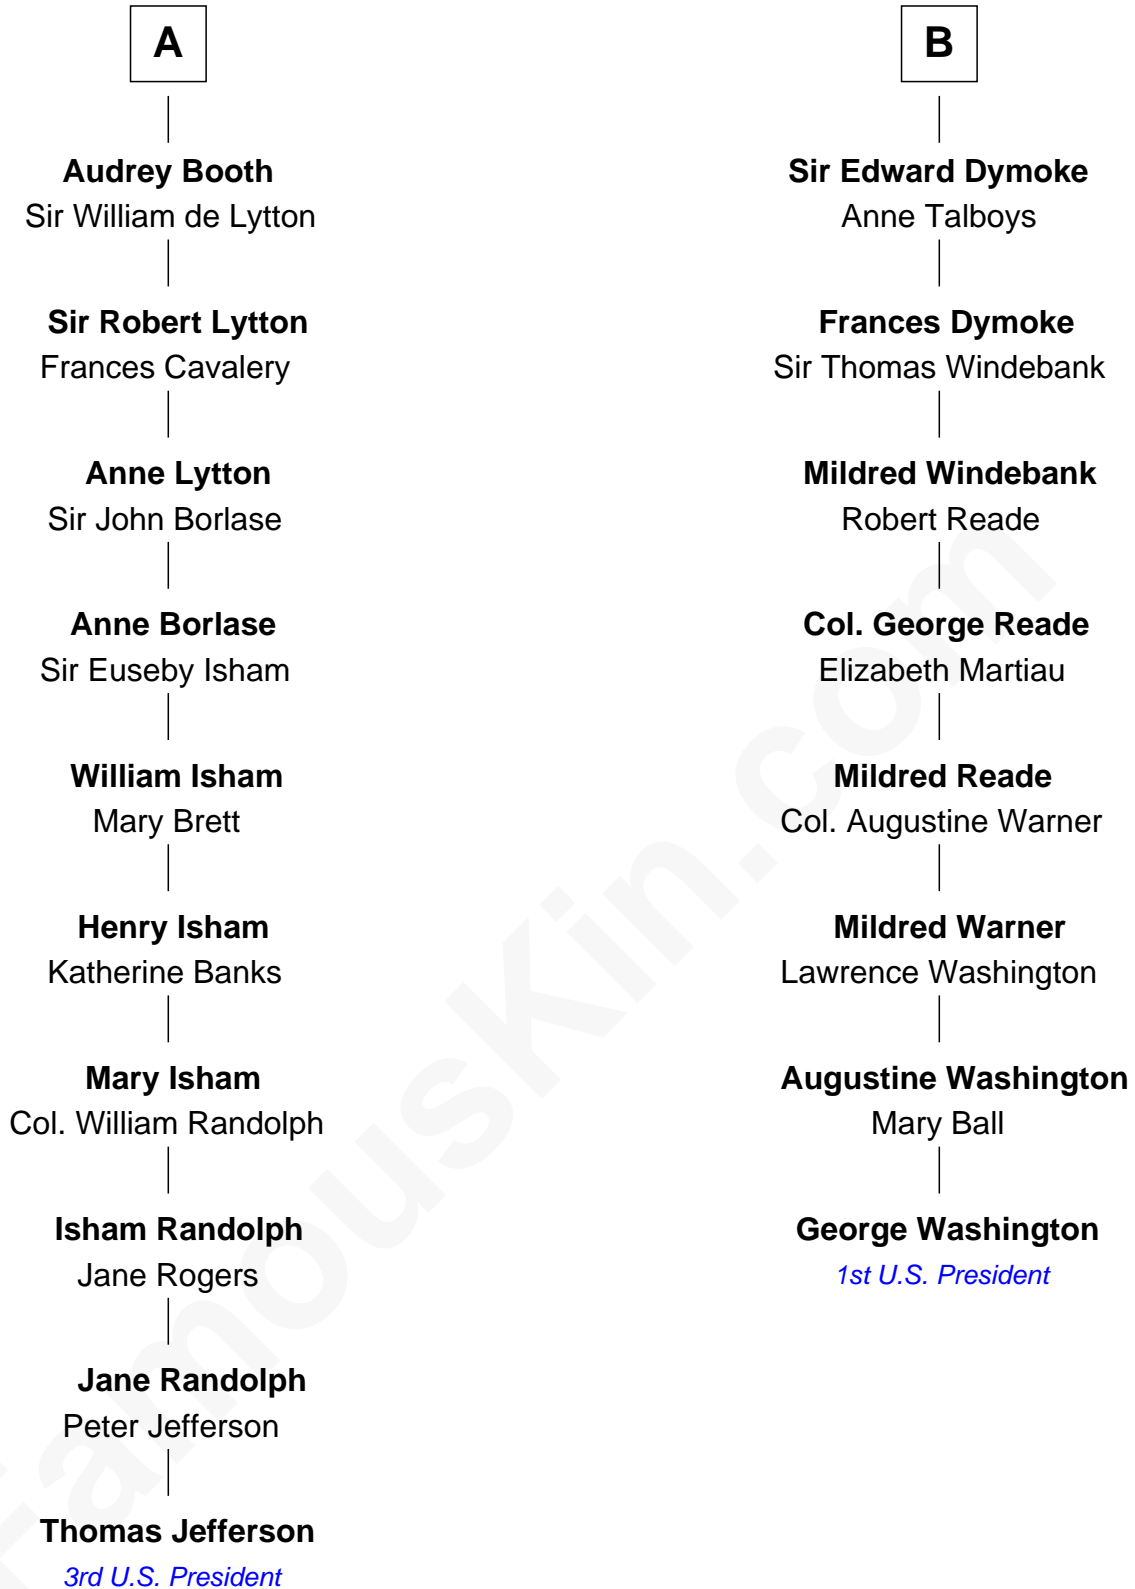 A
Audrey Booth
Sir William de Lytton
Sir Robert Lytton
Frances Cavalery
Anne Lytton
Sir John Borlase
Anne Borlase
Sir Euseby Isham
William Isham
Mary Brett
Henry Isham
Katherine Banks
Mary Isham
Col. William Randolph
Isham Randolph
Jane Rogers
Jane Randolph
Peter Jefferson
Thomas Jefferson
3rd U.S. President
B
Sir Edward Dymoke
Anne Talboys
Frances Dymoke
Sir Thomas Windebank
Mildred Windebank
Robert Reade
Col. George Reade
Elizabeth Martiau
Mildred Reade
Col. Augustine Warner
Mildred Warner
Lawrence Washington
Augustine Washington
Mary Ball
George Washington
1st U.S. President
FamousKin.com